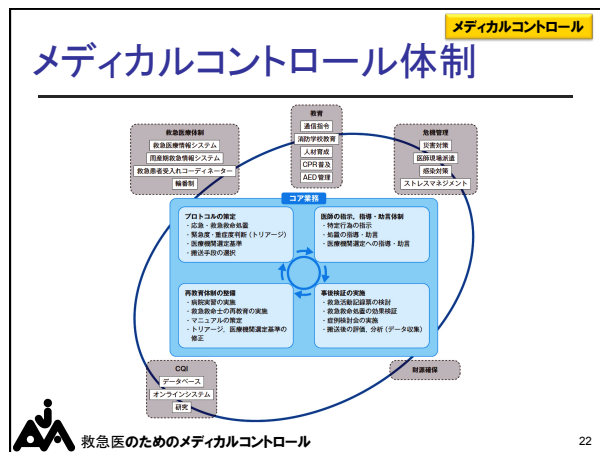 メディカルコントロール
メディカルコントロール体制
救急医療体制
救急医療情報システム
周産期救急情報システム
救急患者受入れコーディネーター
輪番制
教育
通信指令
消防学校教育
人材育成
CPR普及
AED管理
危機管理
災害対策
医師現場派遣
感染対策
ストレスマネジメント
コア業務
プロトコルの策定
・応急・救急救命処置
・緊急度・重症度判断（トリアージ）
・医療機関選定基準
・搬送手段の選択
医師の指示，指導・助言体制
・特定行為の指示
・処置の指導・助言
・医療機関選定への指導・助言
再教育体制の整備
・病院実習の実施
・救急救命士の再教育の実施
・マニュアルの策定
・トリアージ，医療機関選定基準の
修正
事後検証の実施
・救急活動記録票の検討
・救急救命処置の効果検証
・症例検討会の実施
・搬送後の評価，分析（データ収集）
CQI
データベース
オンラインシステム
研究
財源確保
JAAM
救急医のためのメディカルコントロール
22